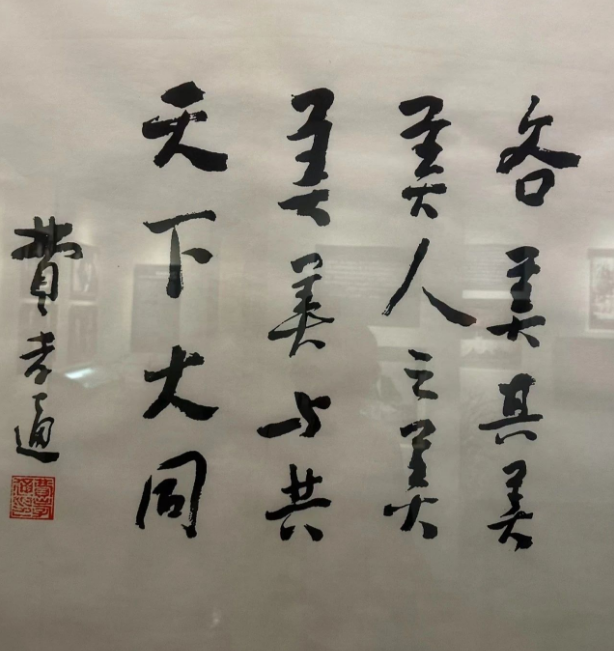 各美其美
美人之美
美美与共
天下大同
费孝通